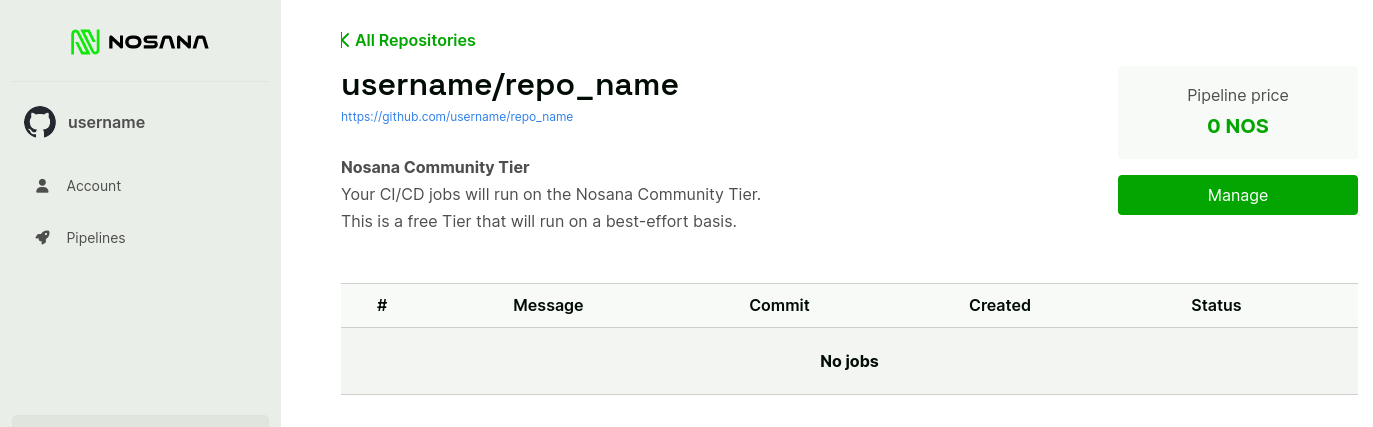 NOSANA
username
Account
Pipelines
All Repositories
username/repo_name
https://github.com/username/repo_name
Nosana Community Tier
Your CI/CD jobs will run on the Nosana Community Tier.
This is a free Tier that will run on a best-effort basis.
Pipeline price
0 NOS
Manage
# Message Commit Created Status
No jobs